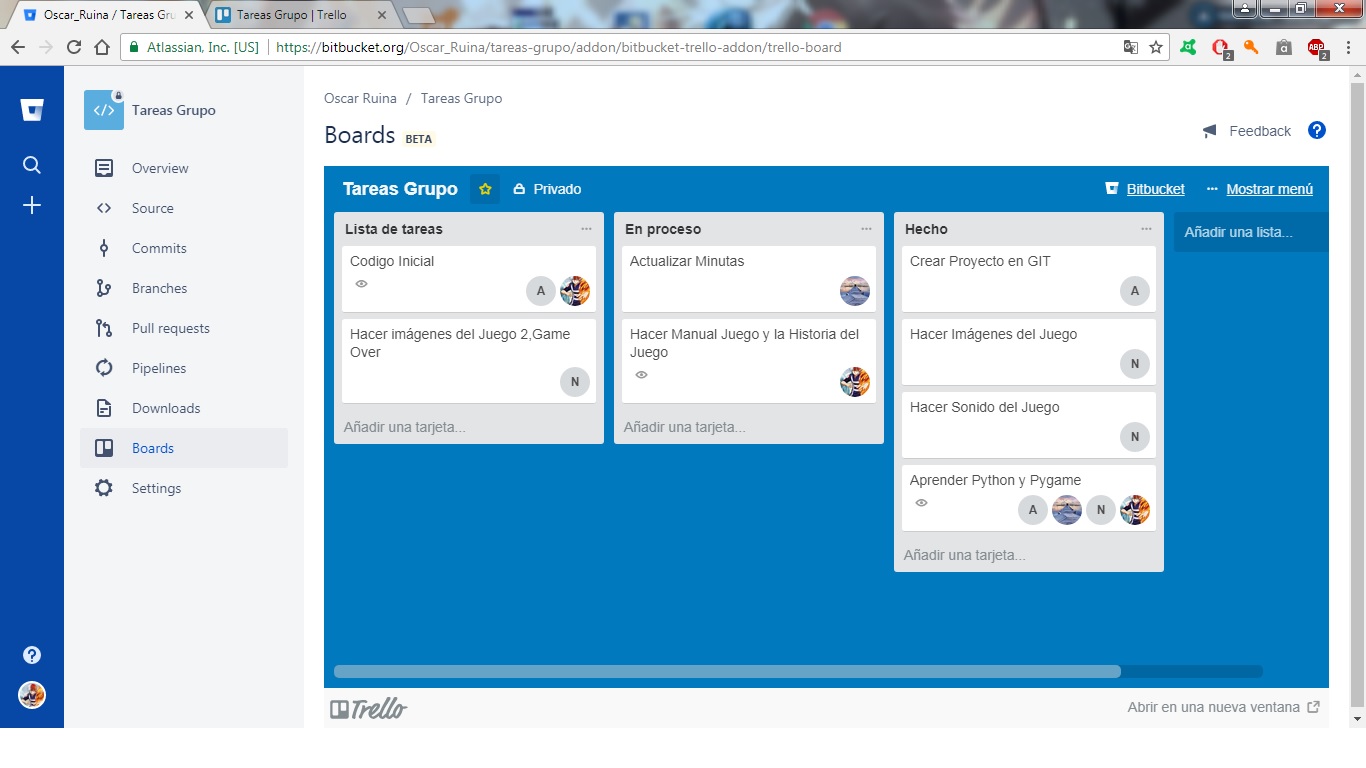 Oscar_Ruina / Tareas Gru
Tareas Grupo | Trello
Atlassian, Inc. [US]
https://bitbucket.org/Oscar_Ruina/tareas-grupo/addon/bitbucket-trello-addon/trello-board
2
ABP
2
Tareas Grupo
Overview
Source
Commits
Branches
Pull requests
Pipelines
Downloads
Boards
Settings
Oscar Ruina / Tareas Grupo
Boards BETA
Feedback
Tareas Grupo
Privado
Bitbucket
Mostrar menú
Lista de tareas
Codigo Inicial
A
Hacer imágenes del Juego 2,Game
Over
N
Añadir una tarjeta...
En proceso
Actualizar Minutas
Hacer Manual Juego y la Historia del
Juego
Añadir una tarjeta...
Hecho
Crear Proyecto en GIT
A
Hacer Imágenes del Juego
N
Hacer Sonido del Juego
N
Aprender Python y Pygame
A
N
Añadir una tarjeta...
Añadir una lista...
Trello
Abrir en una nueva ventana